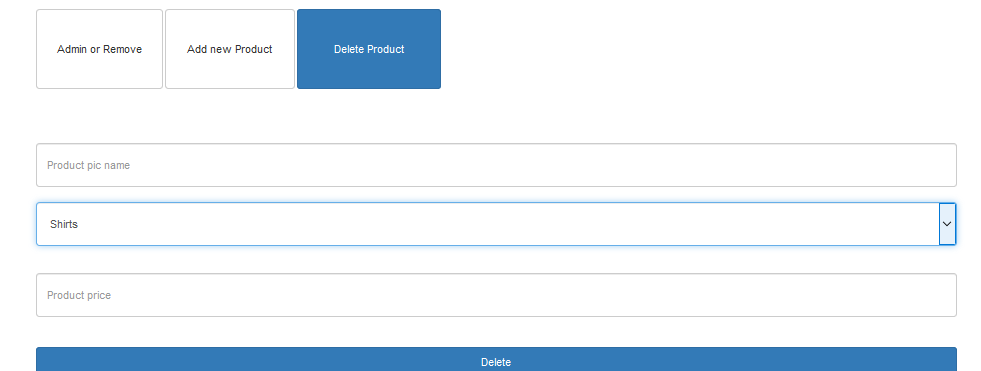 Admin or Remove Add new Product Delete Product
Product pic name
Shirts
Product price
Delete